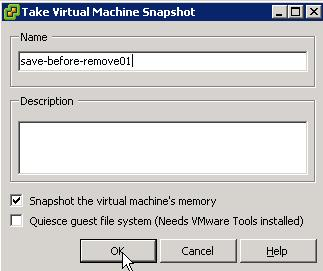 Take Virtual Machine Snapshot
Name
save-before-remove01
Description
Snapshot the virtual machine's memory
Quiesce guest file system (Needs VMware Tools installed)
OK
Cancel
Help